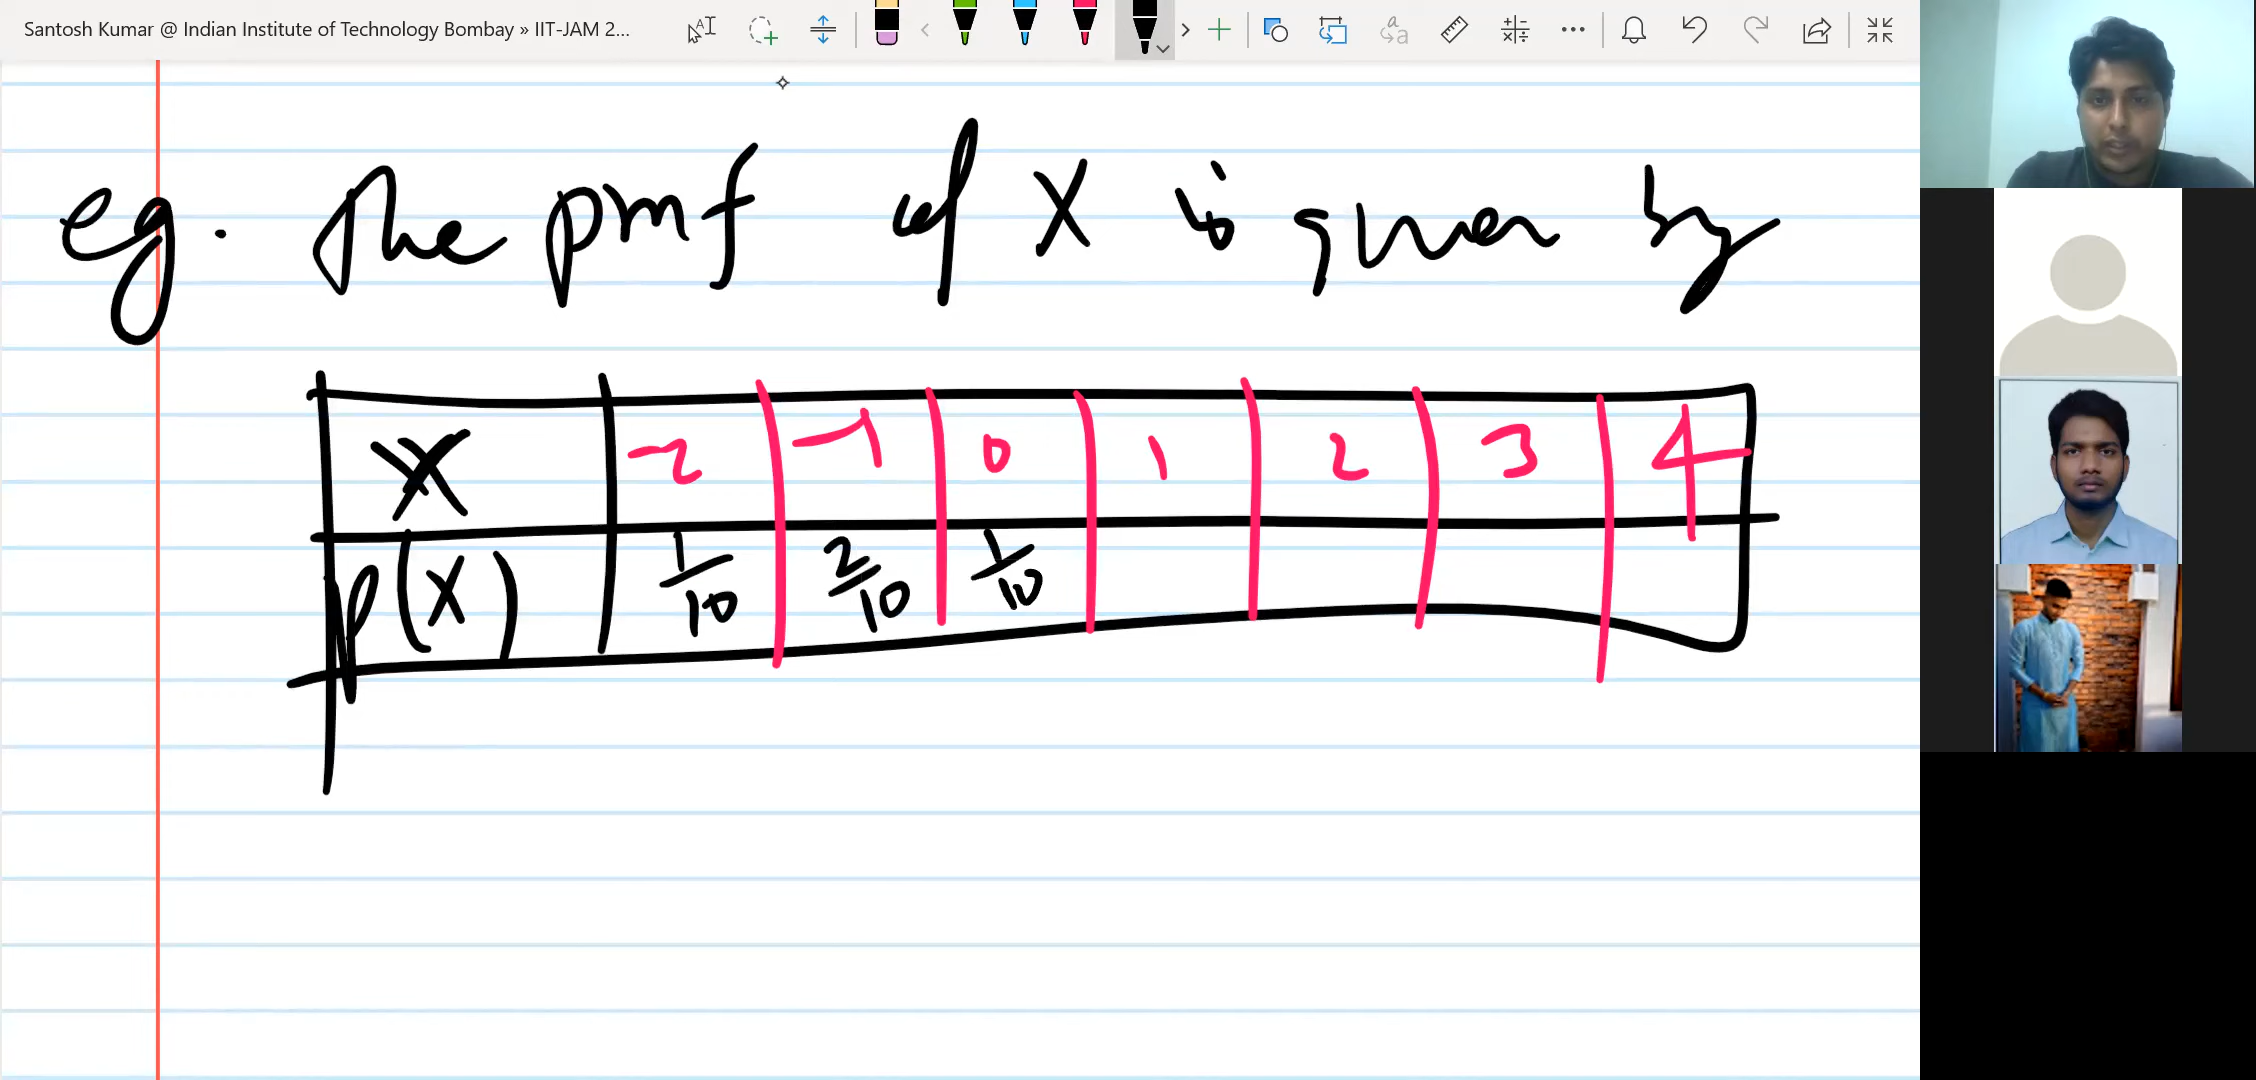 Santosh Kumar @ Indian Institute of Technology Bombay » IIT-JAM 2...
eg. The pmf of X is given by
X -2 -1 0 1 2 3 4
p(X) 1/10 2/10 1/10